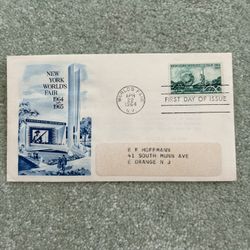 NEW YORK
WORLD'S
FAIR
1964
1965
WORLD'S FAIR
APR
22
1964
N.Y.
FIRST DAY OF ISSUE
E F HOFFMANN
41 SOUTH MUNN AVE
E ORANGE N J